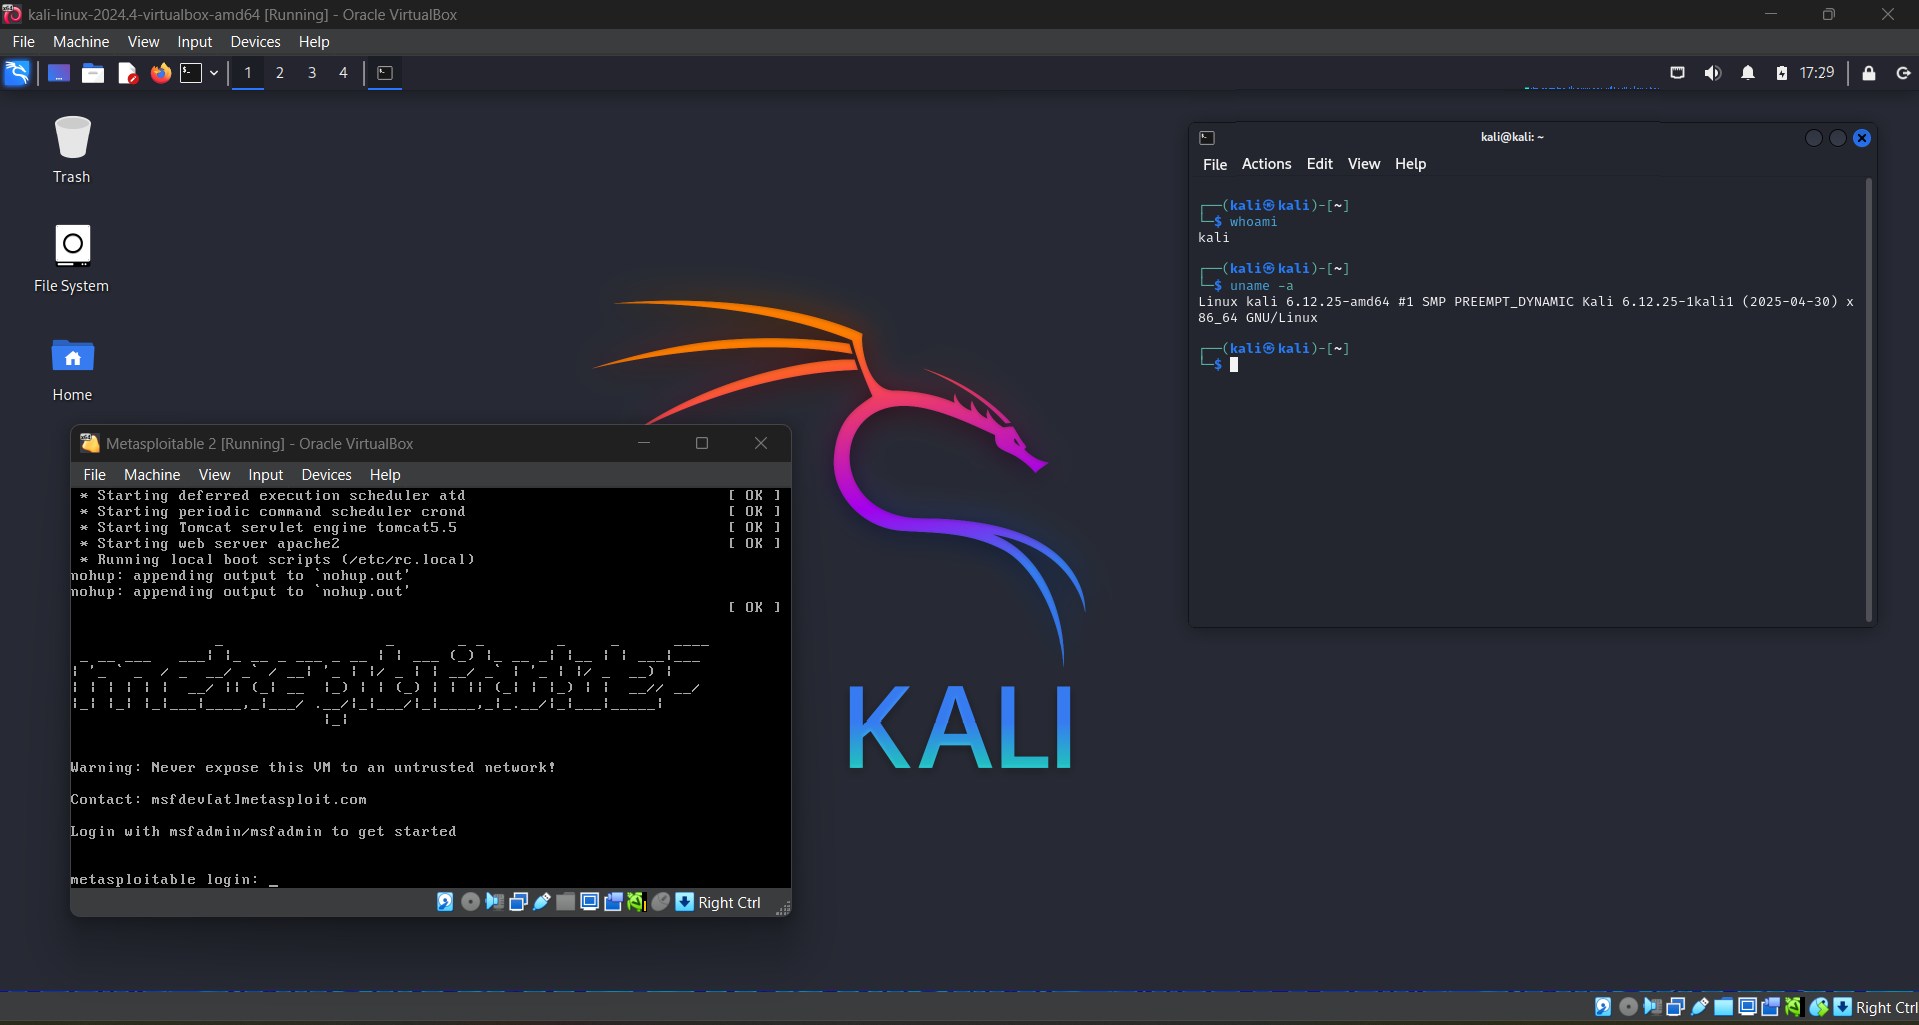 kali-linux-2024.4-virtualbox-amd64 [Running] - Oracle VirtualBox
File Machine View Input Devices Help
1 2 3 4
17:29
Trash
File System
Home
kali@kali: ~
File Actions Edit View Help
┌──(kali㉿kali)-[~]
└─$ whoami
kali
┌──(kali㉿kali)-[~]
└─$ uname -a
Linux kali 6.12.25-amd64 #1 SMP PREEMPT_DYNAMIC Kali 6.12.25-1kali1 (2025-04-30) x
86_64 GNU/Linux
┌──(kali㉿kali)-[~]
└─$
Metasploitable 2 [Running] - Oracle VirtualBox
File Machine View Input Devices Help
* Starting deferred execution scheduler atd [ OK ]
* Starting periodic command scheduler crond [ OK ]
* Starting Tomcat servlet engine tomcat5.5 [ OK ]
* Starting web server apache2 [ OK ]
* Running local boot scripts (/etc/rc.local)
nohup: appending output to `nohup.out'
nohup: appending output to `nohup.out'
[ OK ]
metasploitable2
Warning: Never expose this VM to an untrusted network!
Contact: msfdev[at]metasploit.com
Login with msfadmin/msfadmin to get started
metasploitable login: _
Right Ctrl
KALI
Right Ctrl